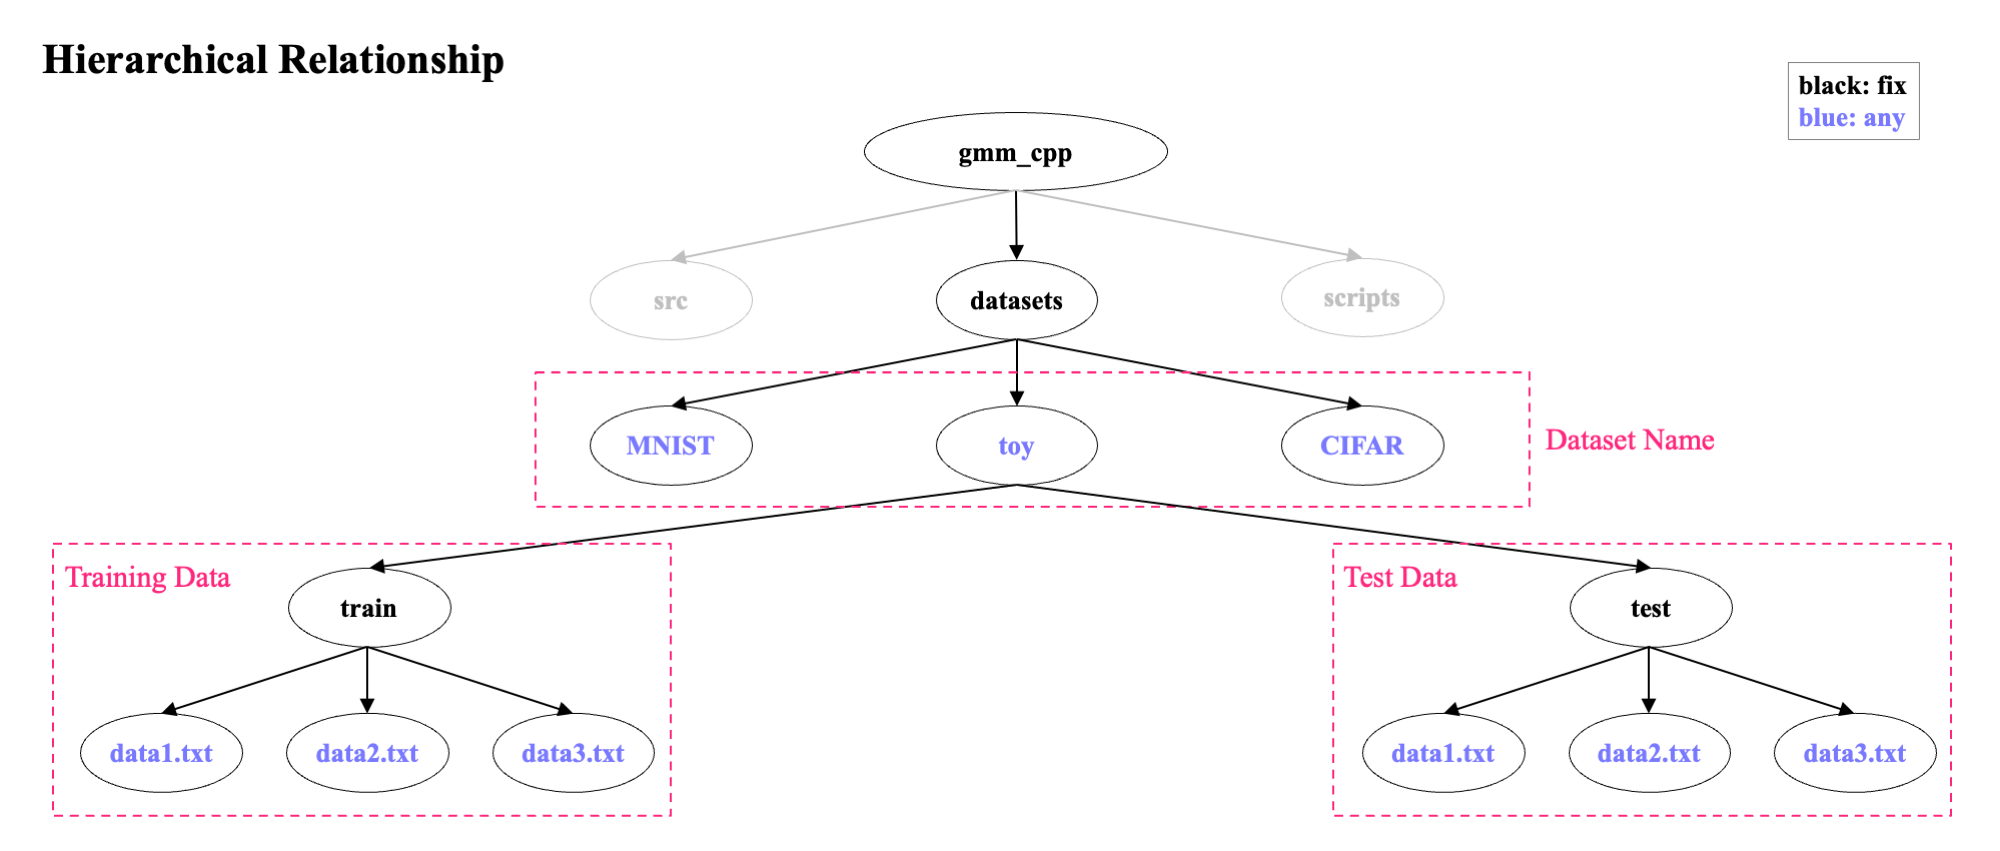 Hierarchical Relationship
black: fix
blue: any
gmm_cpp
src
datasets
scripts
MNIST
toy
CIFAR
Dataset Name
Training Data
train
Test Data
test
data1.txt
data2.txt
data3.txt
data1.txt
data2.txt
data3.txt